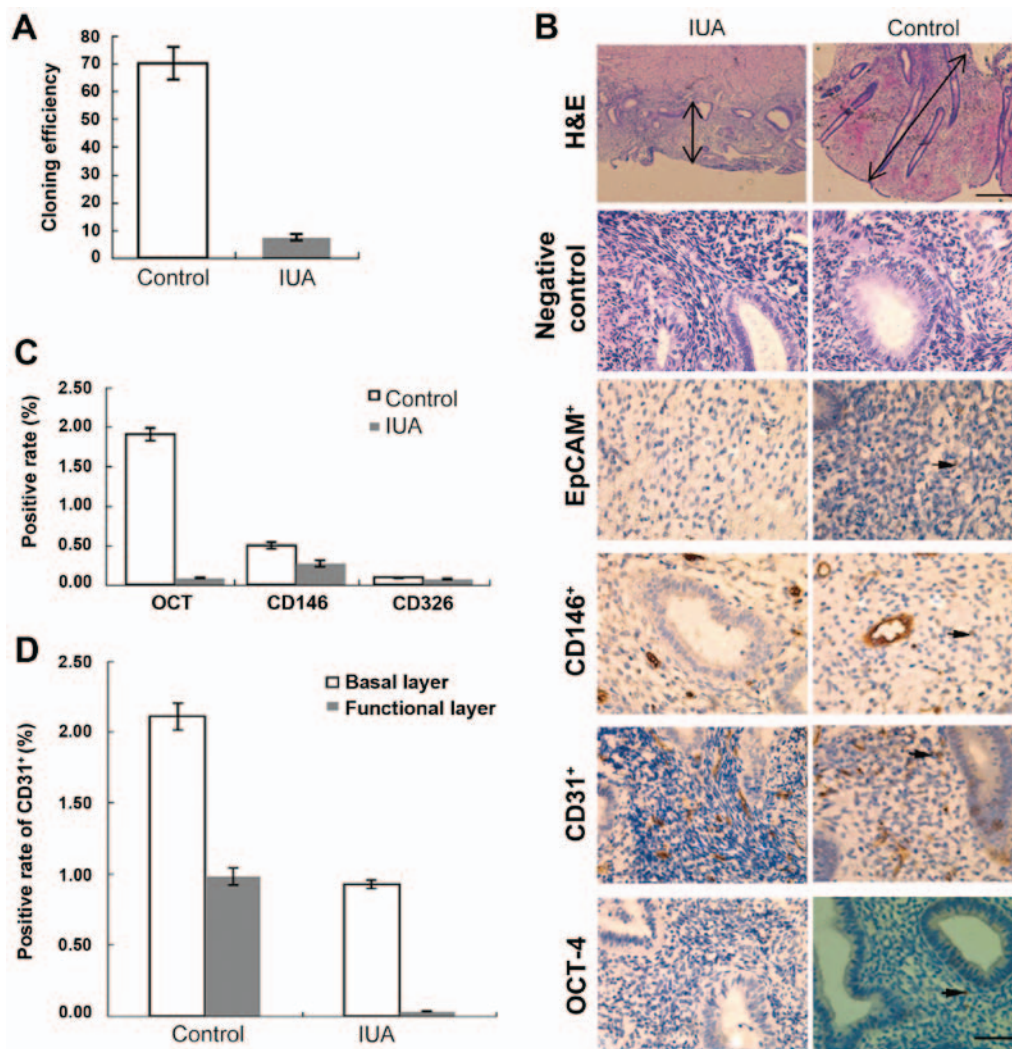 A
80
70
60
50
40
30
20
10
0
Cloning efficiency
Control IUA
B
IUA Control
H&E
Negative control
EpCAM⁺
CD146⁺
CD31⁺
OCT-4
C
2.50
2.00
1.50
1.00
0.50
0.00
Positive rate (%)
Control
IUA
OCT CD146 CD326
D
2.50
2.00
1.50
1.00
0.50
0.00
Positive rate of CD31⁺(%)
Basal layer
Functional layer
Control IUA